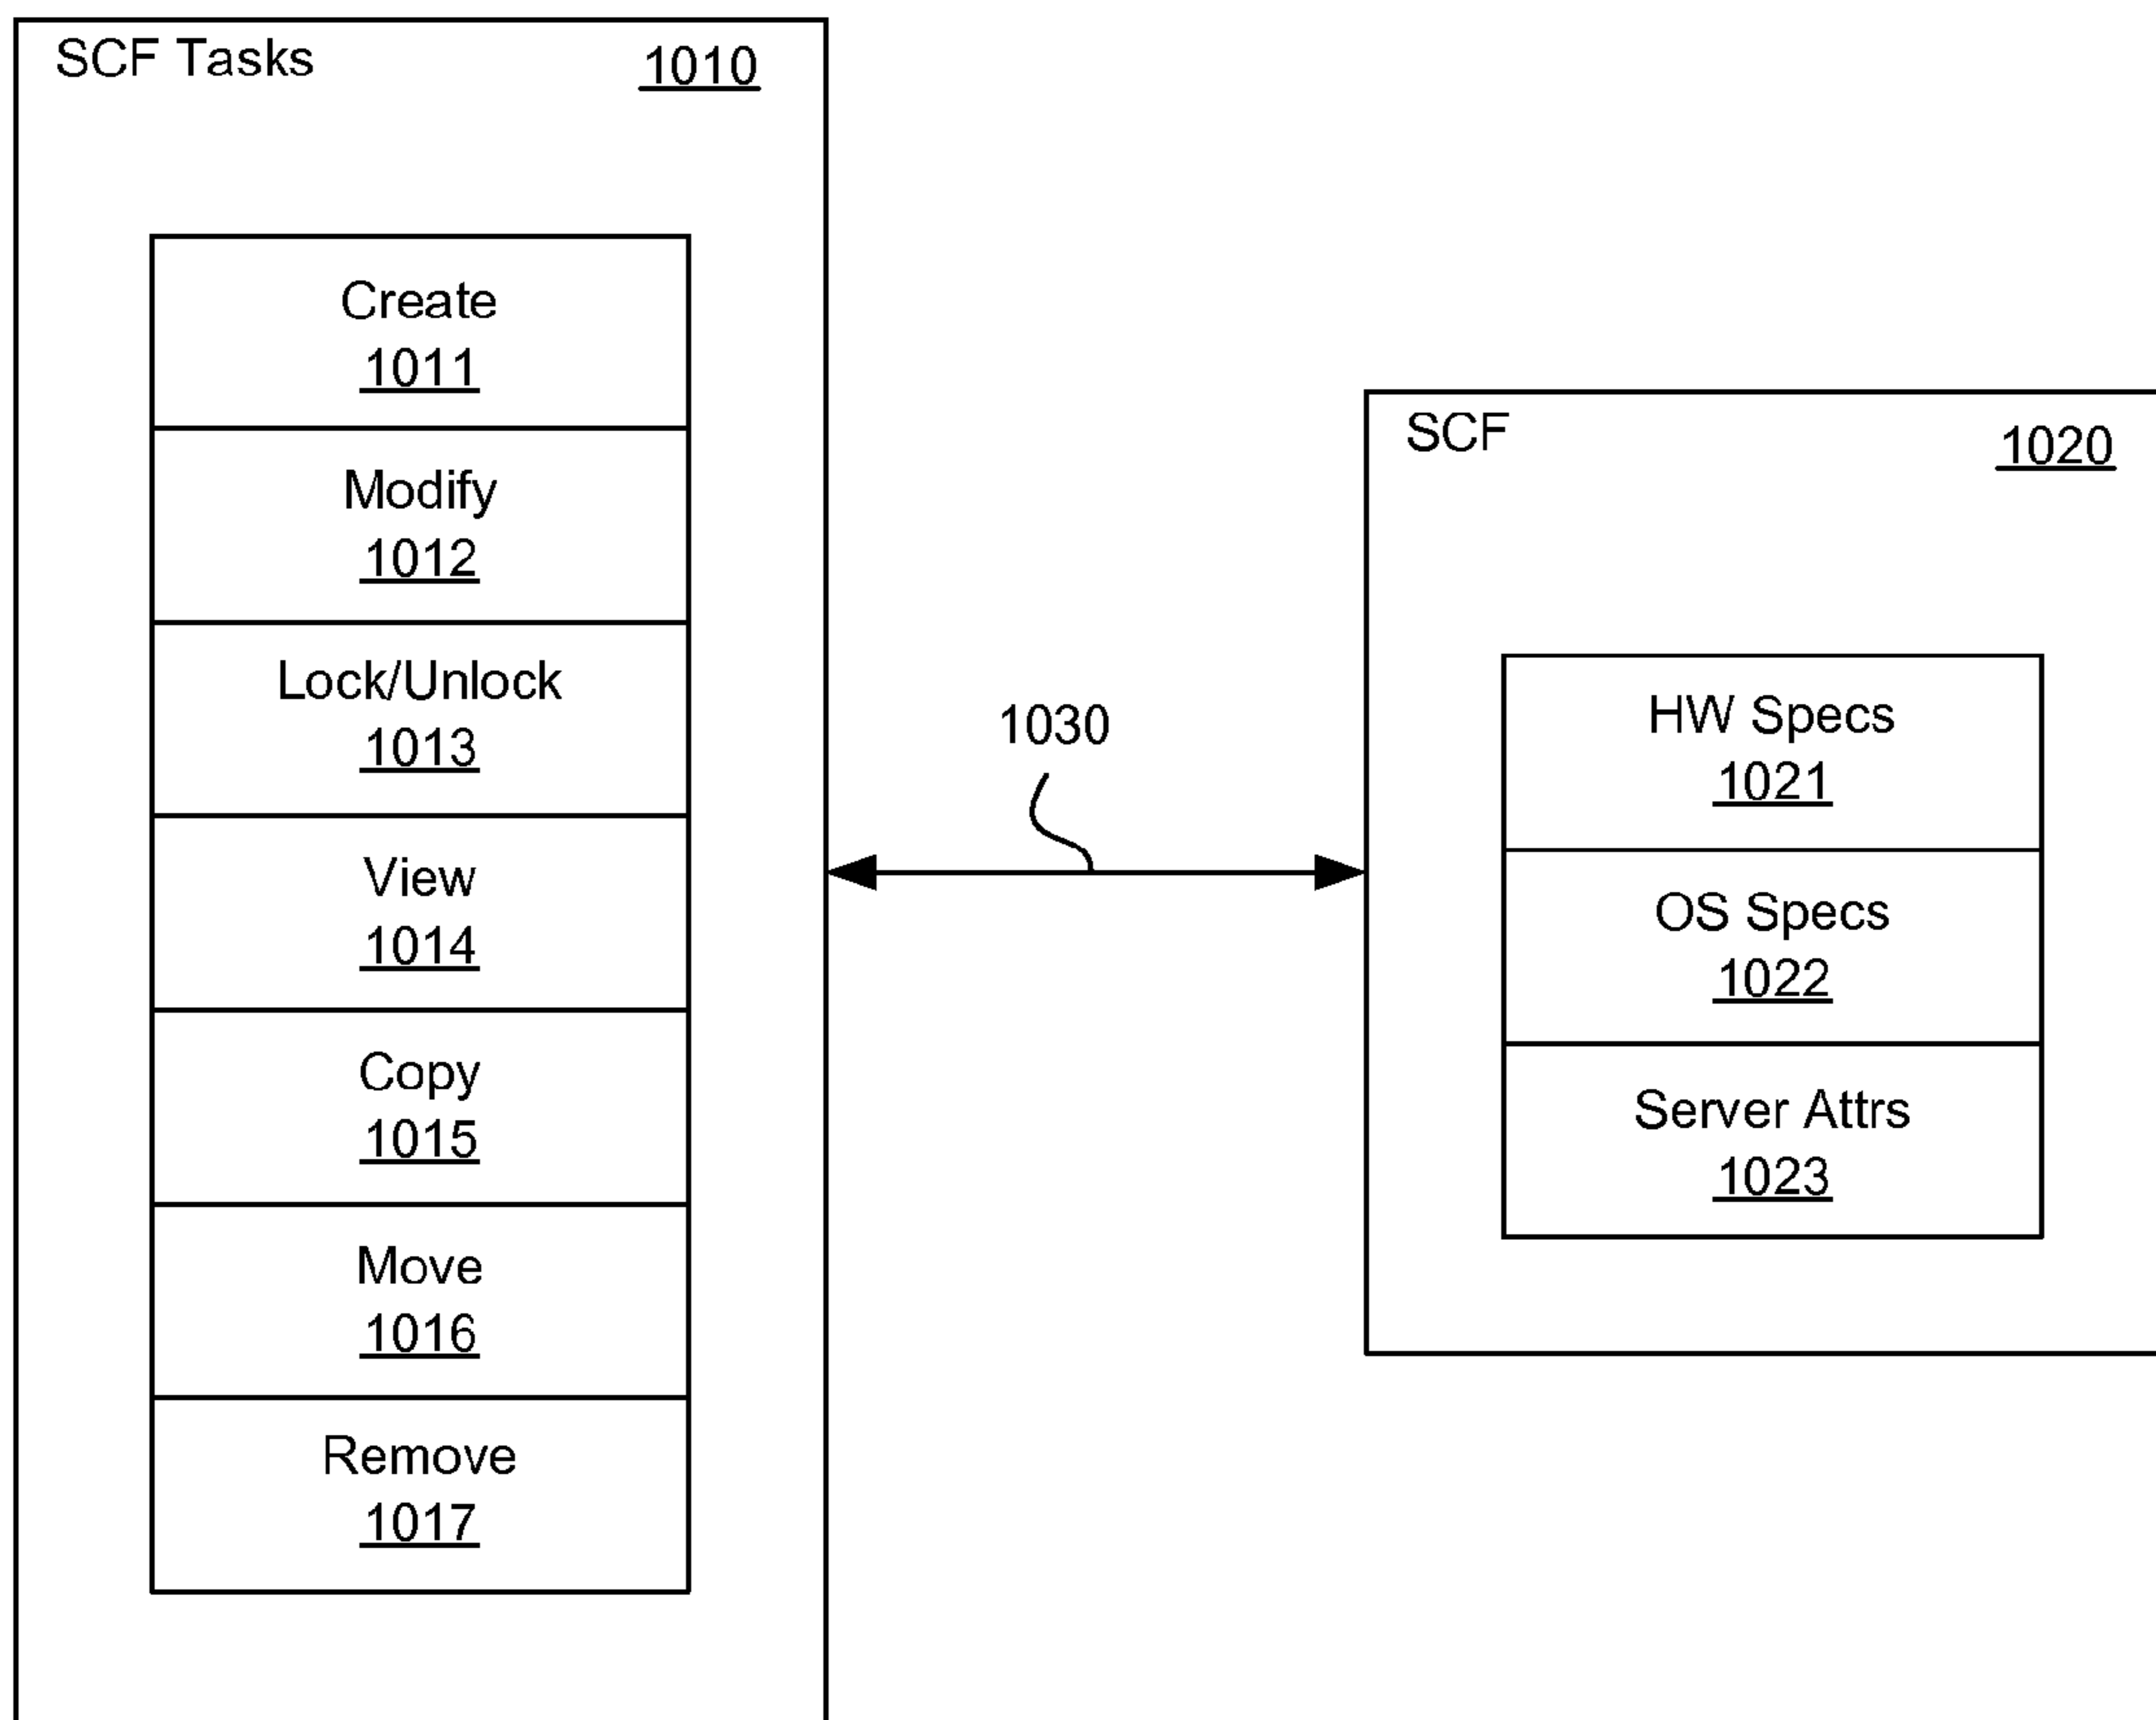 SCF Tasks
1010
Create
1011
Modify
1012
Lock/Unlock
1013
View
1014
Copy
1015
Move
1016
Remove
1017
1030
SCF
1020
HW Specs
1021
OS Specs
1022
Server Attrs
1023